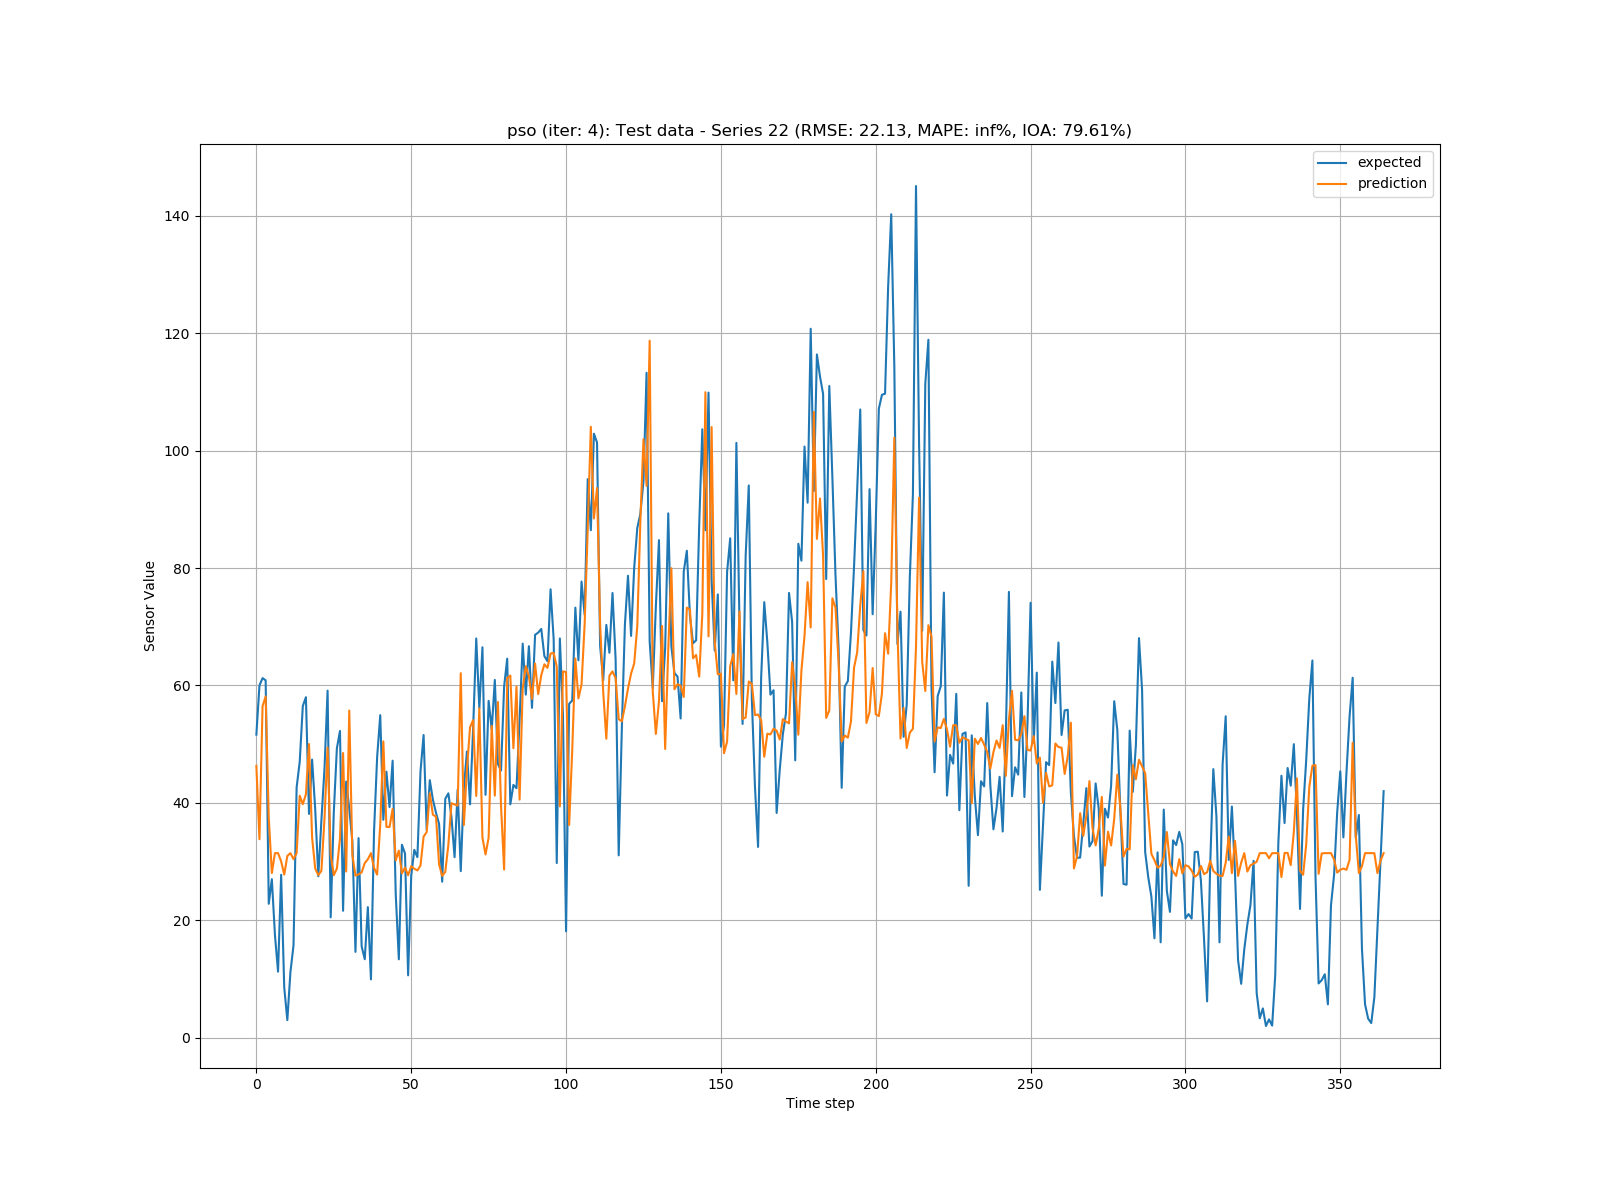 pso (iter: 4): Test data - Series 22 (RMSE: 22.13, MAPE: inf%, IOA: 79.61%)
expected
prediction
140
120
100
80
60
40
20
0
Sensor Value
0 50 100 150 200 250 300 350
Time step